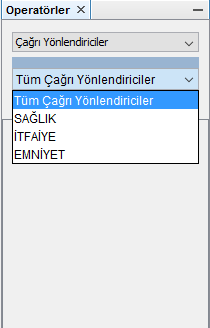 Operatörler
Çağrı Yönlendiriciler
Tüm Çağrı Yönlendiriciler
Tüm Çağrı Yönlendiriciler
SAĞLIK
İTFAİYE
EMNİYET